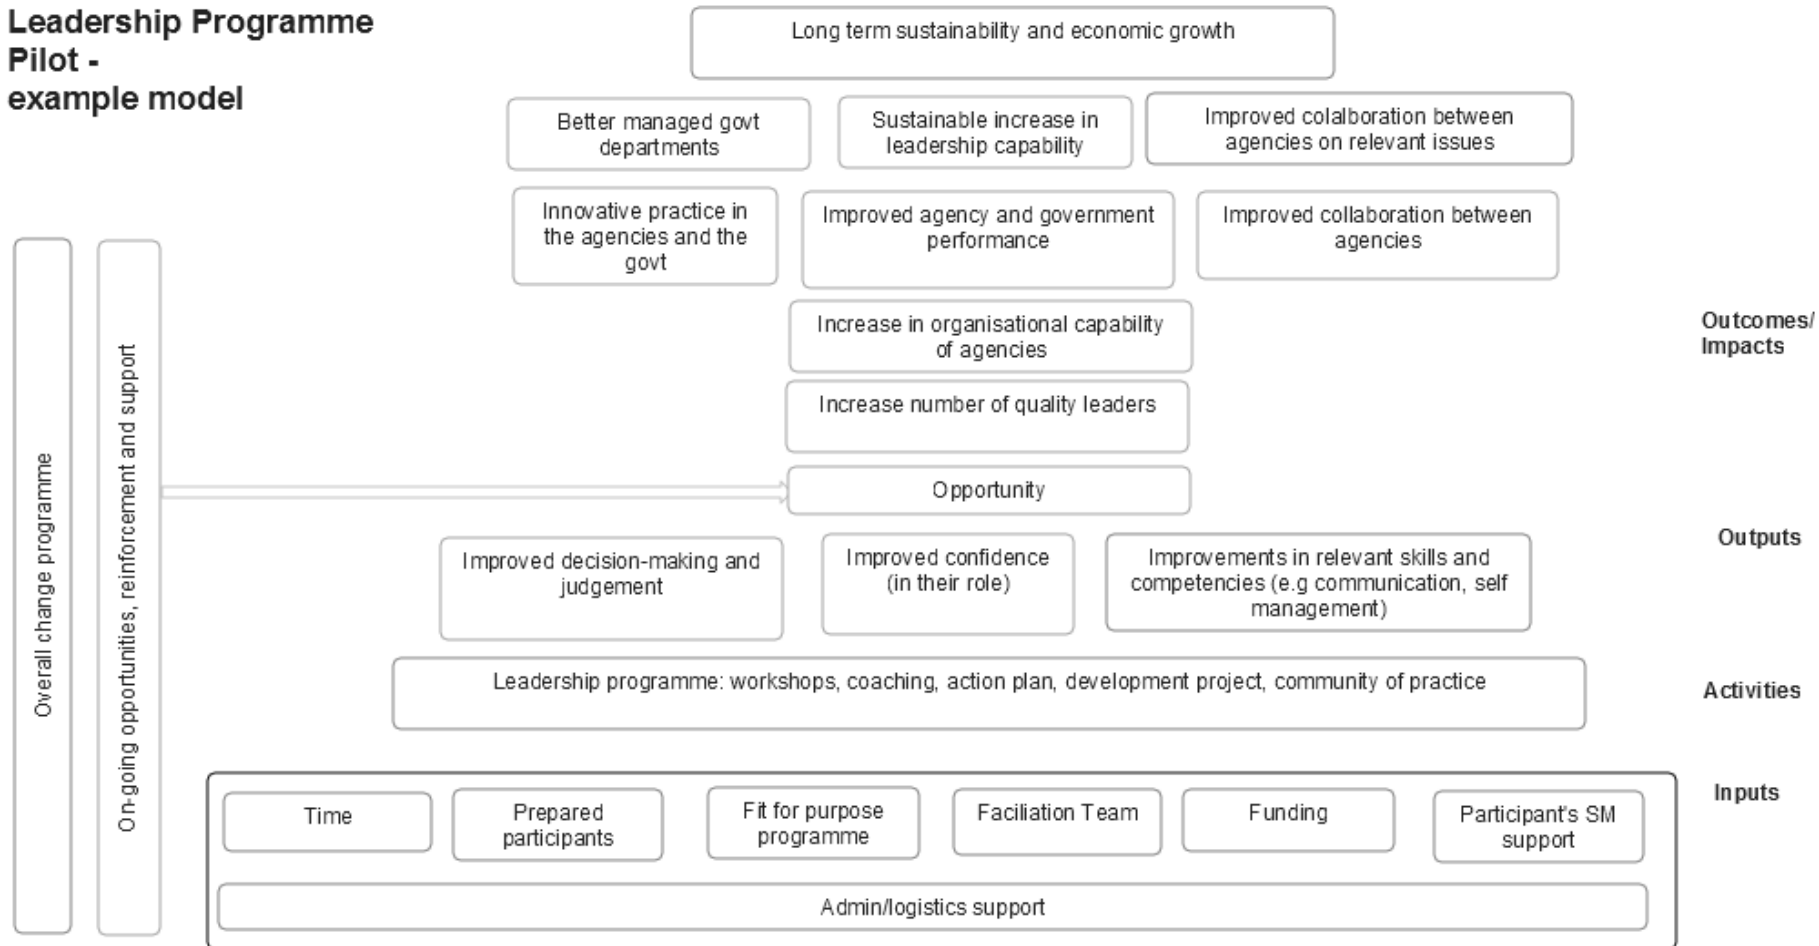 Leadership Programme
Pilot -
example model
Long term sustainability and economic growth
Better managed govt
departments
Sustainable increase in
leadership capability
Improved colalboration between
agencies on relevant issues
Innovative practice in
the agencies and the
govt
Improved agency and government
performance
Improved collaboration between
agencies
Increase in organisational capability
of agencies
Outcomes/
Impacts
Increase number of quality leaders
Opportunity
Outputs
Improved decision-making and
judgement
Improved confidence
(in their role)
Improvements in relevant skills and
competencies (e.g communication, self
management)
Leadership programme: workshops, coaching, action plan, development project, community of practice
Activities
Inputs
Time
Prepared
participants
Fit for purpose
programme
Faciliation Team
Funding
Participant's SM
support
Admin/logistics support
Overall change programme
On-going opportunities, reinforcement and support